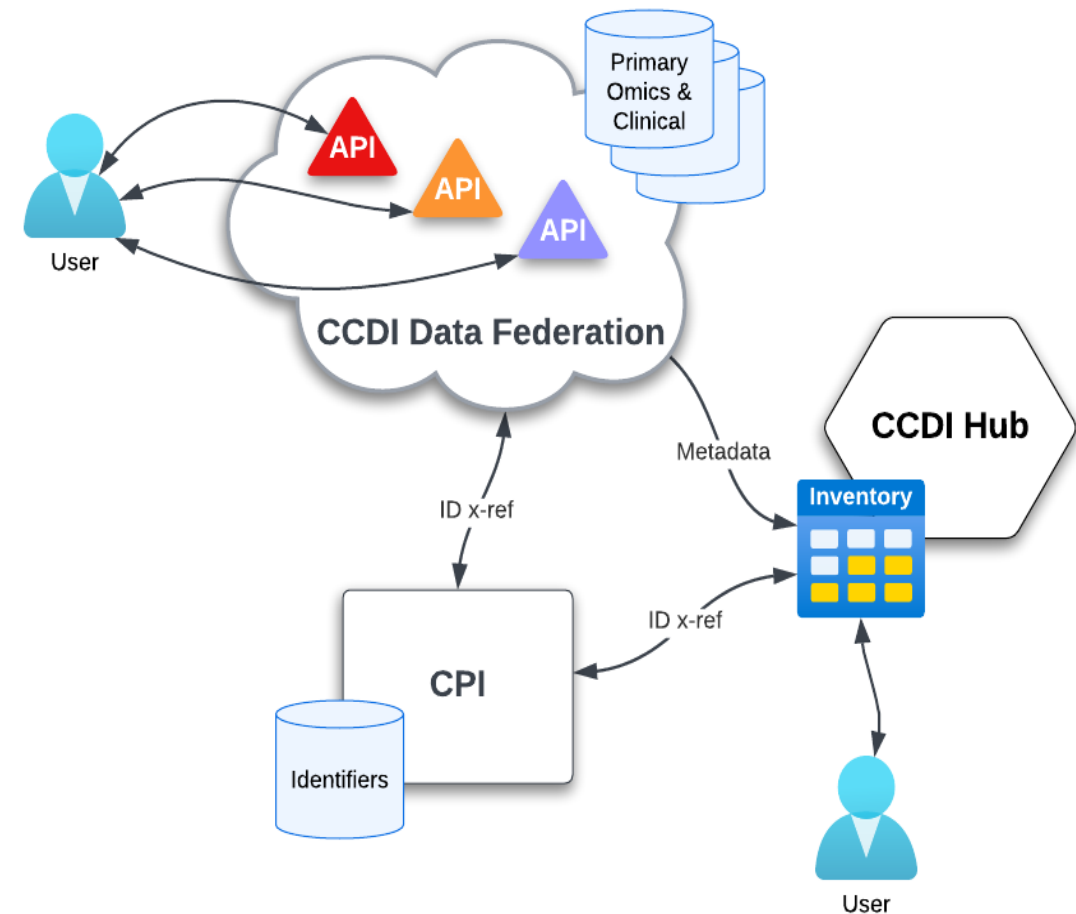 Primary
Omics &
Clinical
API
API
API
User
CCDI Data Federation
CCDI Hub
Metadata
Inventory
ID x-ref
ID x-ref
CPI
Identifiers
User